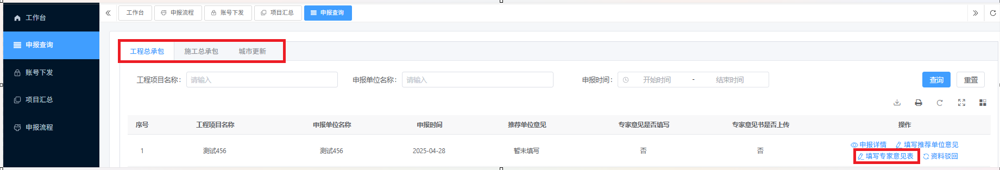 工作台
申报查询
账号下发
项目汇总
申报流程
工作台 申报流程 账号下发 项目汇总 申报查询
工程总承包 施工总承包 城市更新
工程项目名称： 请输入 申报单位名称： 请输入 申报时间： 开始时间 - 结束时间 查询 重置
序号 工程项目名称 申报单位名称 申报时间 推荐单位意见 专家意见是否填写 专家意见书是否上传 操作
1 测试456 测试456 2025-04-28 暂未填写 否 否 申报详情 填写推荐单位意见
填写专家意见表 资料驳回